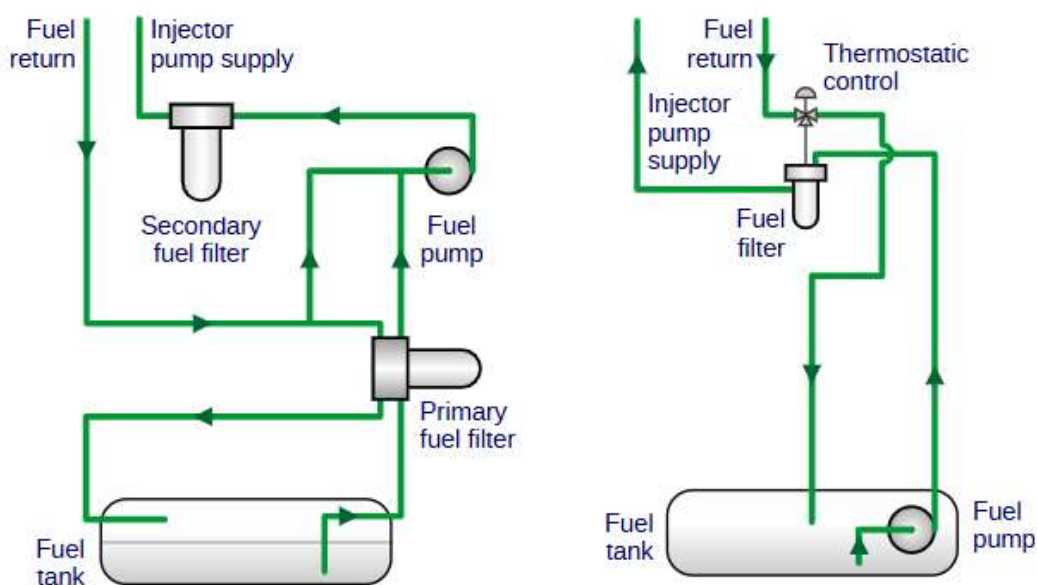 Fuel
return
Injector
pump supply
Secondary
fuel filter
Fuel
pump
Primary
fuel filter
Fuel
tank
Fuel
return
Thermostatic
control
Injector
pump
supply
Fuel
filter
Fuel
tank
Fuel
pump